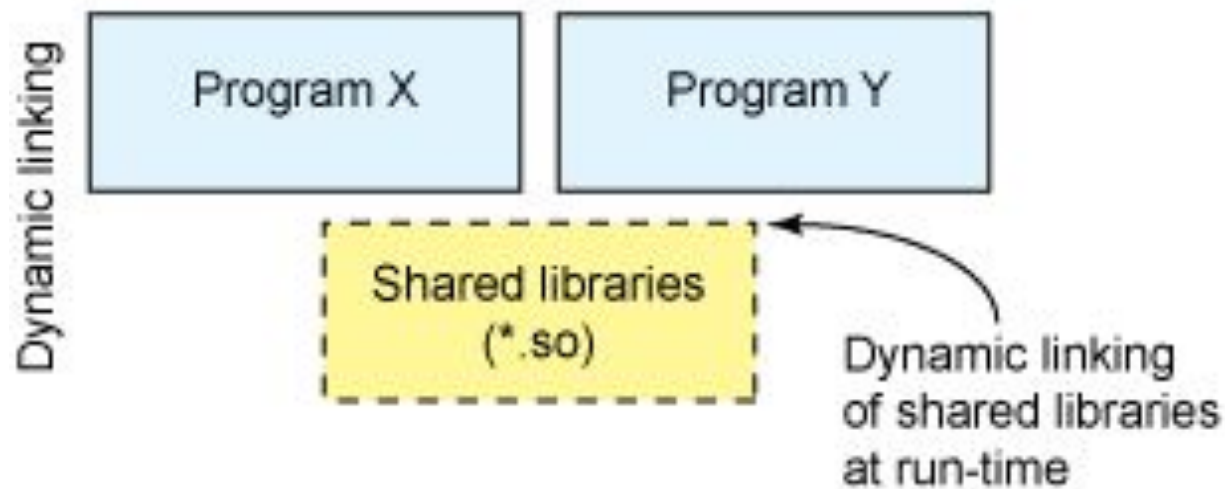 Dynamic linking
Program X
Program Y
Shared libraries
(*.so)
Dynamic linking
of shared libraries
at run-time